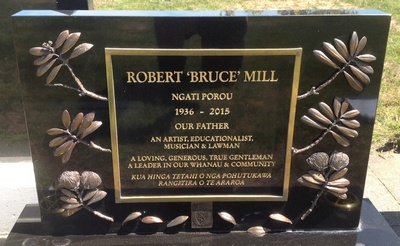 ROBERT 'BRUCE' MILL
NGATI POROU
1936 - 2015
OUR FATHER
AN ARTIST, EDUCATIONALIST,
MUSICIAN & LAWMAN
A LOVING, GENEROUS, TRUE GENTLEMAN
A LEADER IN OUR WHANAU & COMMUNITY
KUA HINGA TETAHI O NGA POHUTUKAWA
RANGITIRA O TE